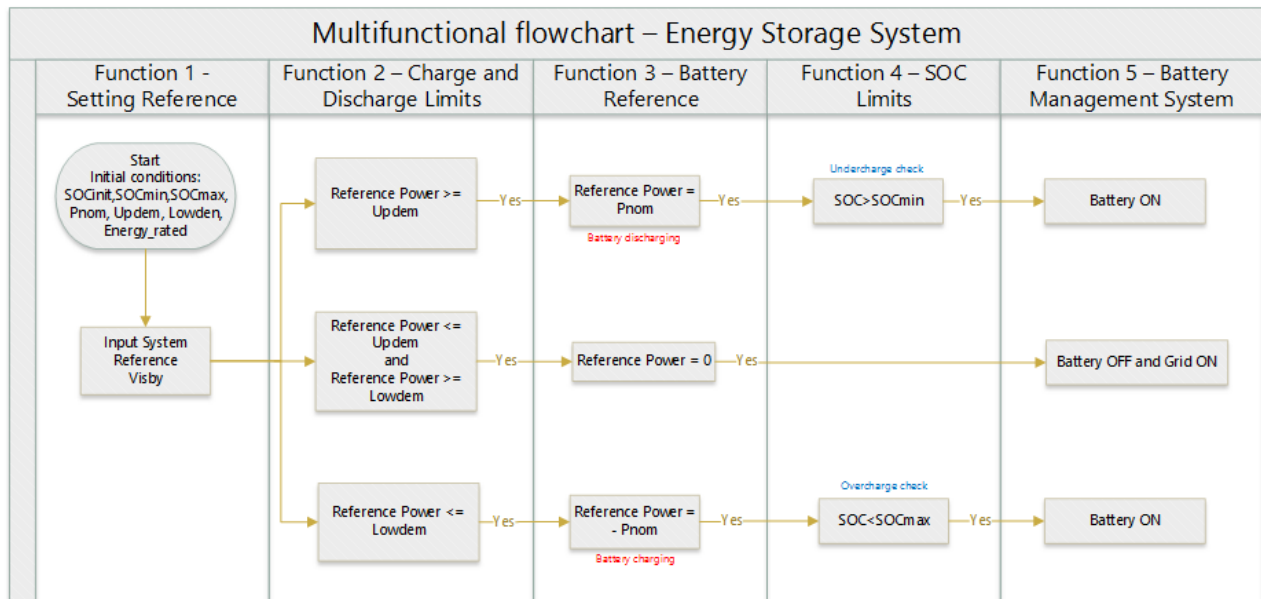 Multifunctional flowchart – Energy Storage System
Function 1 -
Setting Reference
Function 2 – Charge and
Discharge Limits
Function 3 – Battery
Reference
Function 4 – SOC
Limits
Function 5 – Battery
Management System
Start
Initial conditions:
SOCinit,SOCmin,SOCmax,
Pnom, Updem, Lowden,
Energy_rated
Input System
Reference
Visby
Reference Power >=
Updem
Yes
Reference Power =
Pnom
Battery discharging
Yes
Undercharge check
SOC>SOCmin
Yes
Battery ON
Reference Power <=
Updem
and
Reference Power >=
Lowdem
Yes
Reference Power = 0
Yes
Battery OFF and Grid ON
Reference Power <=
Lowdem
Yes
Reference Power =
- Pnom
Battery charging
Yes
Overcharge check
SOC<SOCmax
Yes
Battery ON